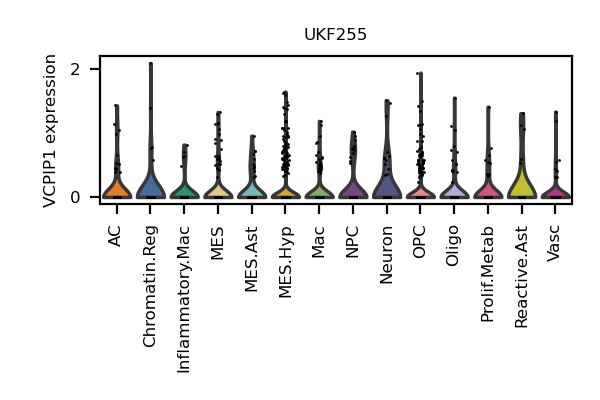 UKF255
VCPIP1 expression
2
0
AC
Chromatin.Reg
Inflammatory.Mac
MES
MES.Ast
MES.Hyp
Mac
NPC
Neuron
OPC
Oligo
Prolif.Metab
Reactive.Ast
Vasc